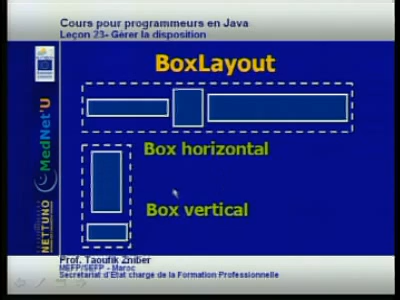 Cours pour programmeurs en Java
Leçon 23- Gérer la disposition
BoxLayout
Box horizontal
Box vertical
NETTUNO
MedNet'U
Prof. Taoufik Zniber
MEFP/SEFP - Maroc
Secrétariat d'Etat chargé de la Formation Professionnelle